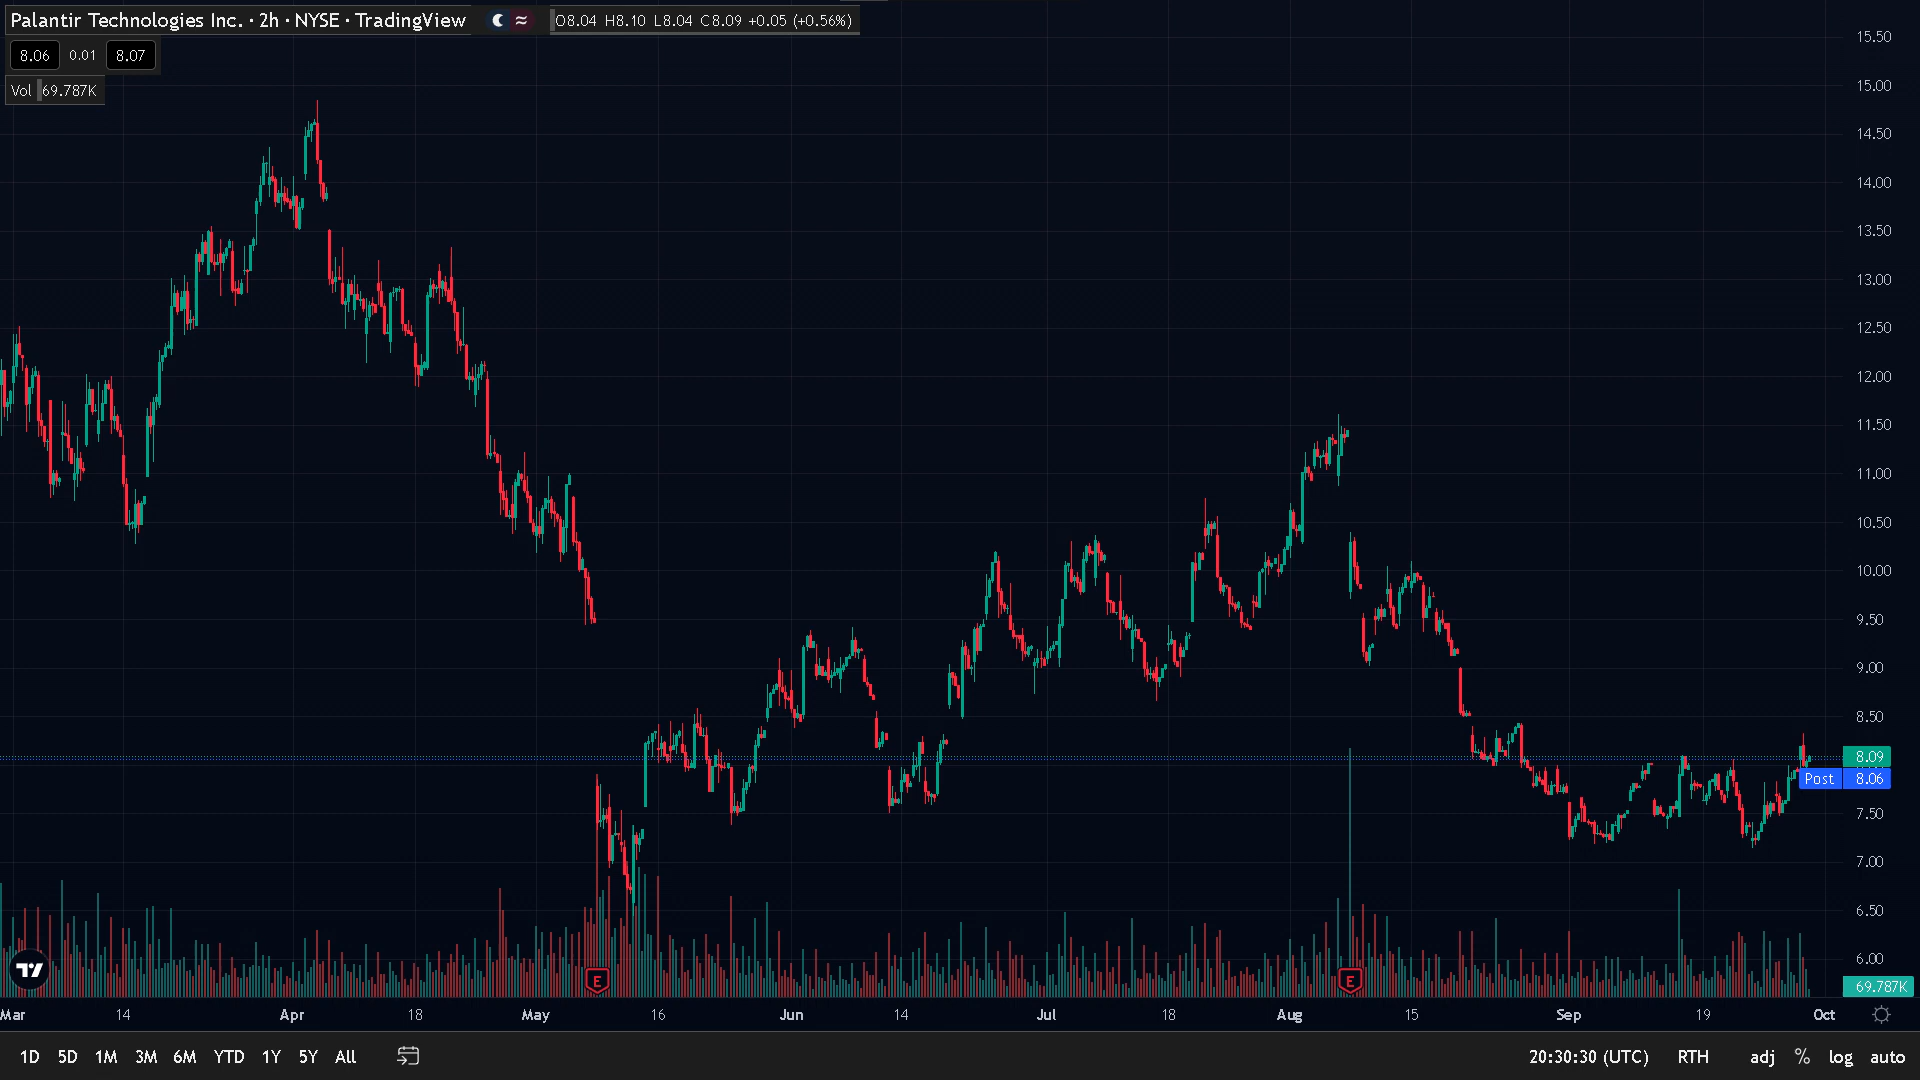 Palantir Technologies Inc. · 2h · NYSE · TradingView O8.04 H8.10 L8.04 C8.09 +0.05 (+0.56%)
8.06 0.01 8.07
Vol 69.787K
15.50
15.00
14.50
14.00
13.50
13.00
12.50
12.00
11.50
11.00
10.50
10.00
9.50
9.00
8.50
8.09
Post 8.06
7.50
7.00
6.50
6.00
E E
69.787K
Mar 14 Apr 18 May 16 Jun 14 Jul 18 Aug 15 Sep 19 Oct
1D 5D 1M 3M 6M YTD 1Y 5Y All 20:30:30 (UTC) RTH adj % log auto